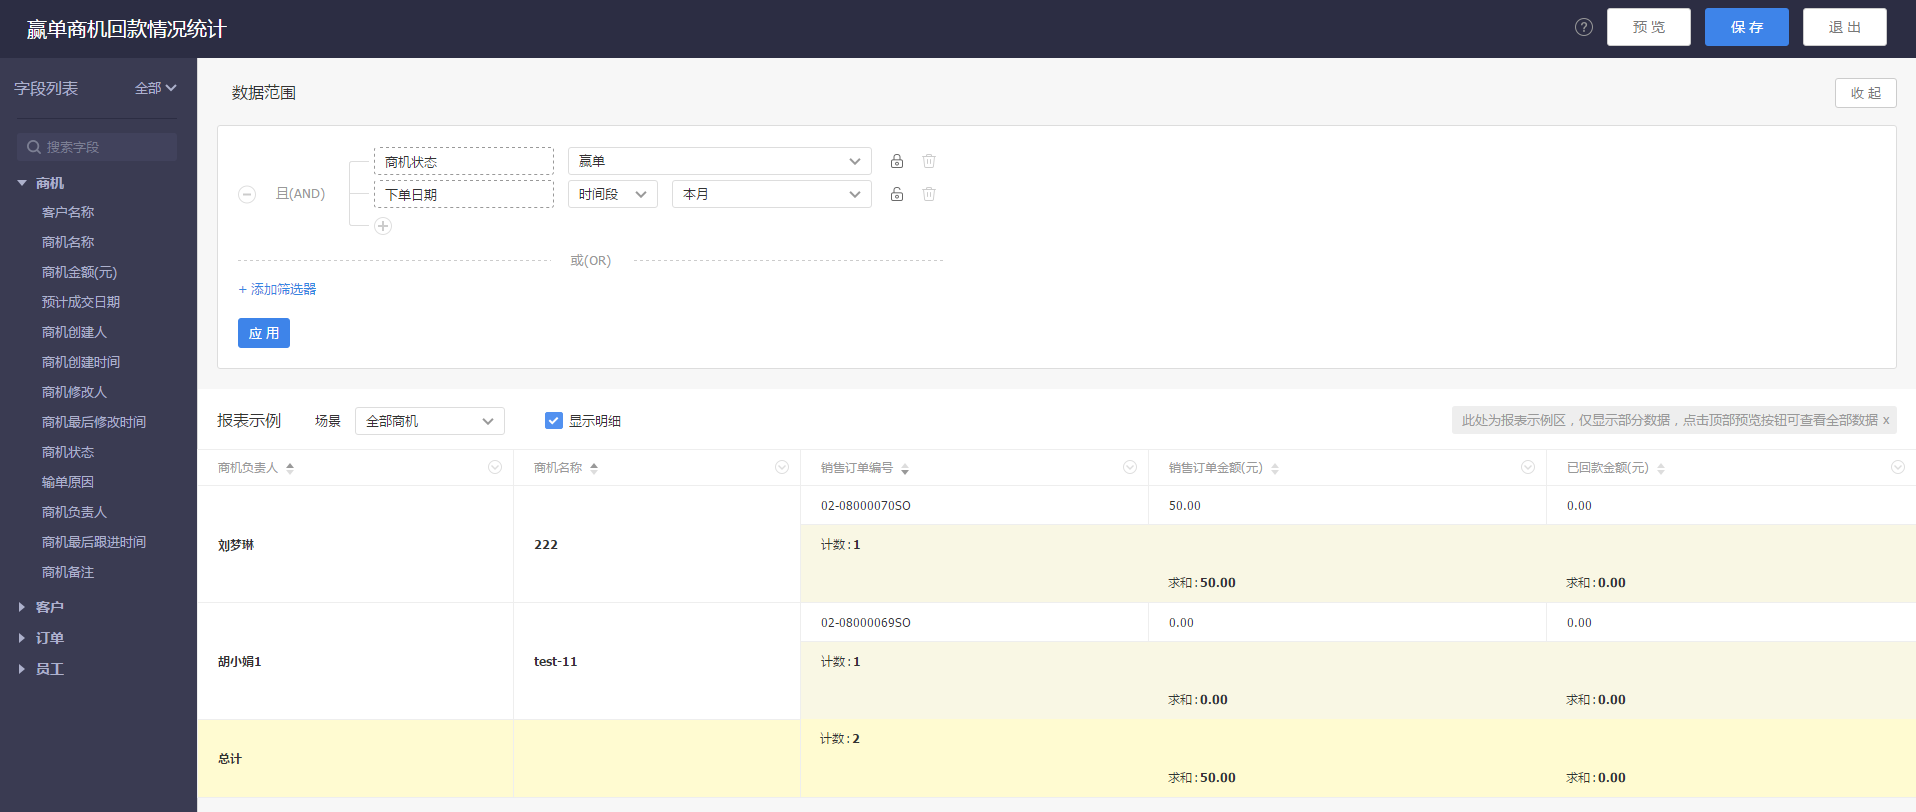 赢单商机回款情况统计
?
预 览
保 存
退 出
字段列表
全部
搜索字段
商机
客户名称
商机名称
商机金额(元)
预计成交日期
商机创建人
商机创建时间
商机修改人
商机最后修改时间
商机状态
输单原因
商机负责人
商机最后跟进时间
商机备注
客户
订单
员工
数据范围
收 起
且(AND)
商机状态
赢单
下单日期
时间段
本月
或(OR)
+ 添加筛选器
应 用
报表示例
场景
全部商机
显示明细
此处为报表示例区，仅显示部分数据，点击顶部预览按钮可查看全部数据 x
商机负责人
商机名称
销售订单编号
销售订单金额(元)
已回款金额(元)
刘梦琳
222
02-08000070SO
50.00
0.00
计数:1
求和:50.00
求和:0.00
胡小娟1
test-11
02-08000069SO
0.00
0.00
计数:1
求和:0.00
求和:0.00
总计
计数:2
求和:50.00
求和:0.00